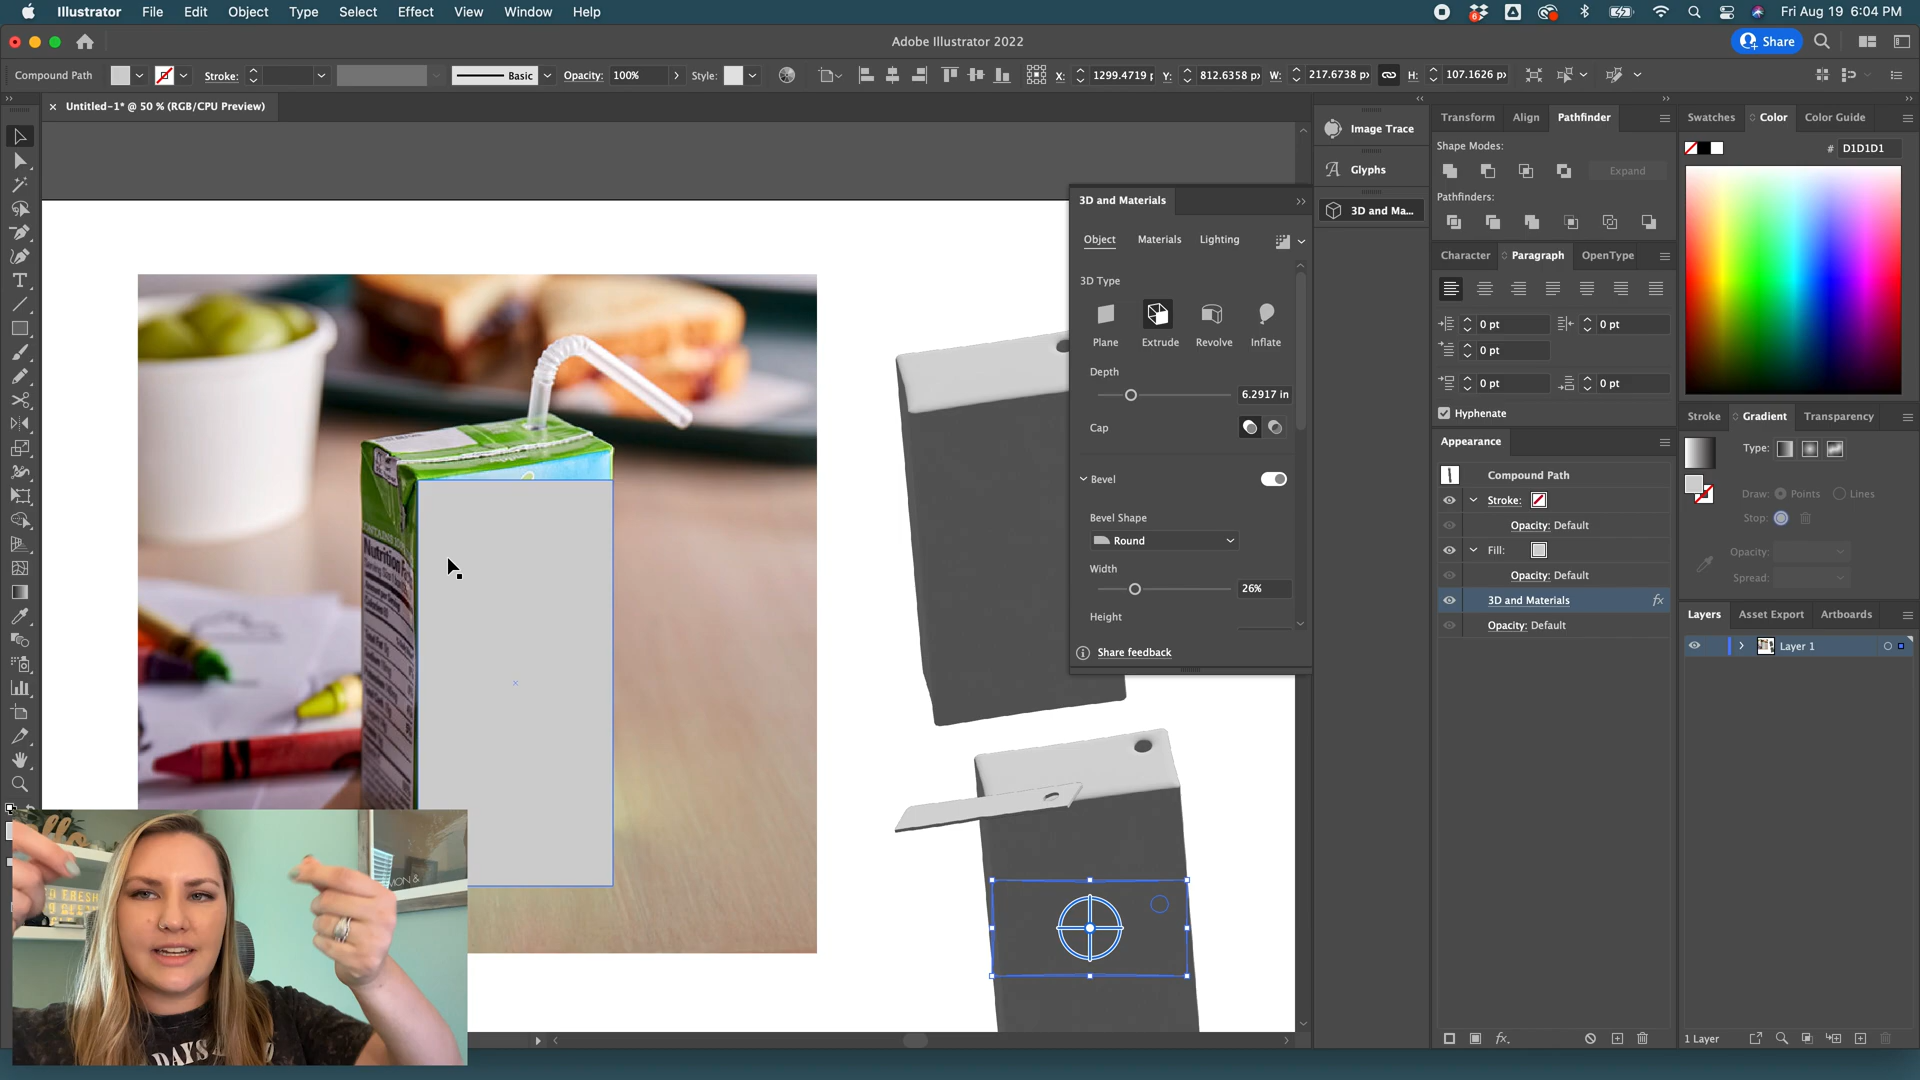 Illustrator File Edit Object Type Select Effect View Window Help
Fri Aug 19 6:04 PM
Adobe Illustrator 2022
Share
Compound Path
Stroke:
Basic
Opacity: 100%
Style:
X: 1299.4719 p
Y: 812.6358 p
W: 217.6738 p
H: 107.1626 p
Untitled-1* @ 50 % (RGB/CPU Preview)
Image Trace
Glyphs
3D and Ma...
3D and Materials
Object Materials Lighting
3D Type
Plane Extrude Revolve Inflate
Depth
6.2917 in
Cap
Bevel
Bevel Shape
Round
Width
26%
Height
Share feedback
Transform Align Pathfinder
Shape Modes:
Expand
Pathfinders:
Character Paragraph OpenType
0 pt 0 pt
0 pt
0 pt 0 pt
Hyphenate
Appearance
Compound Path
Stroke:
Opacity: Default
Fill:
Opacity: Default
3D and Materials fx
Opacity: Default
fx
Swatches Color Color Guide
# D1D1D1
Stroke Gradient Transparency
Type:
Draw: Points Lines
Stop:
Opacity:
Spread:
Layers Asset Export Artboards
Layer 1
1 Layer
Nutrition
DAYS